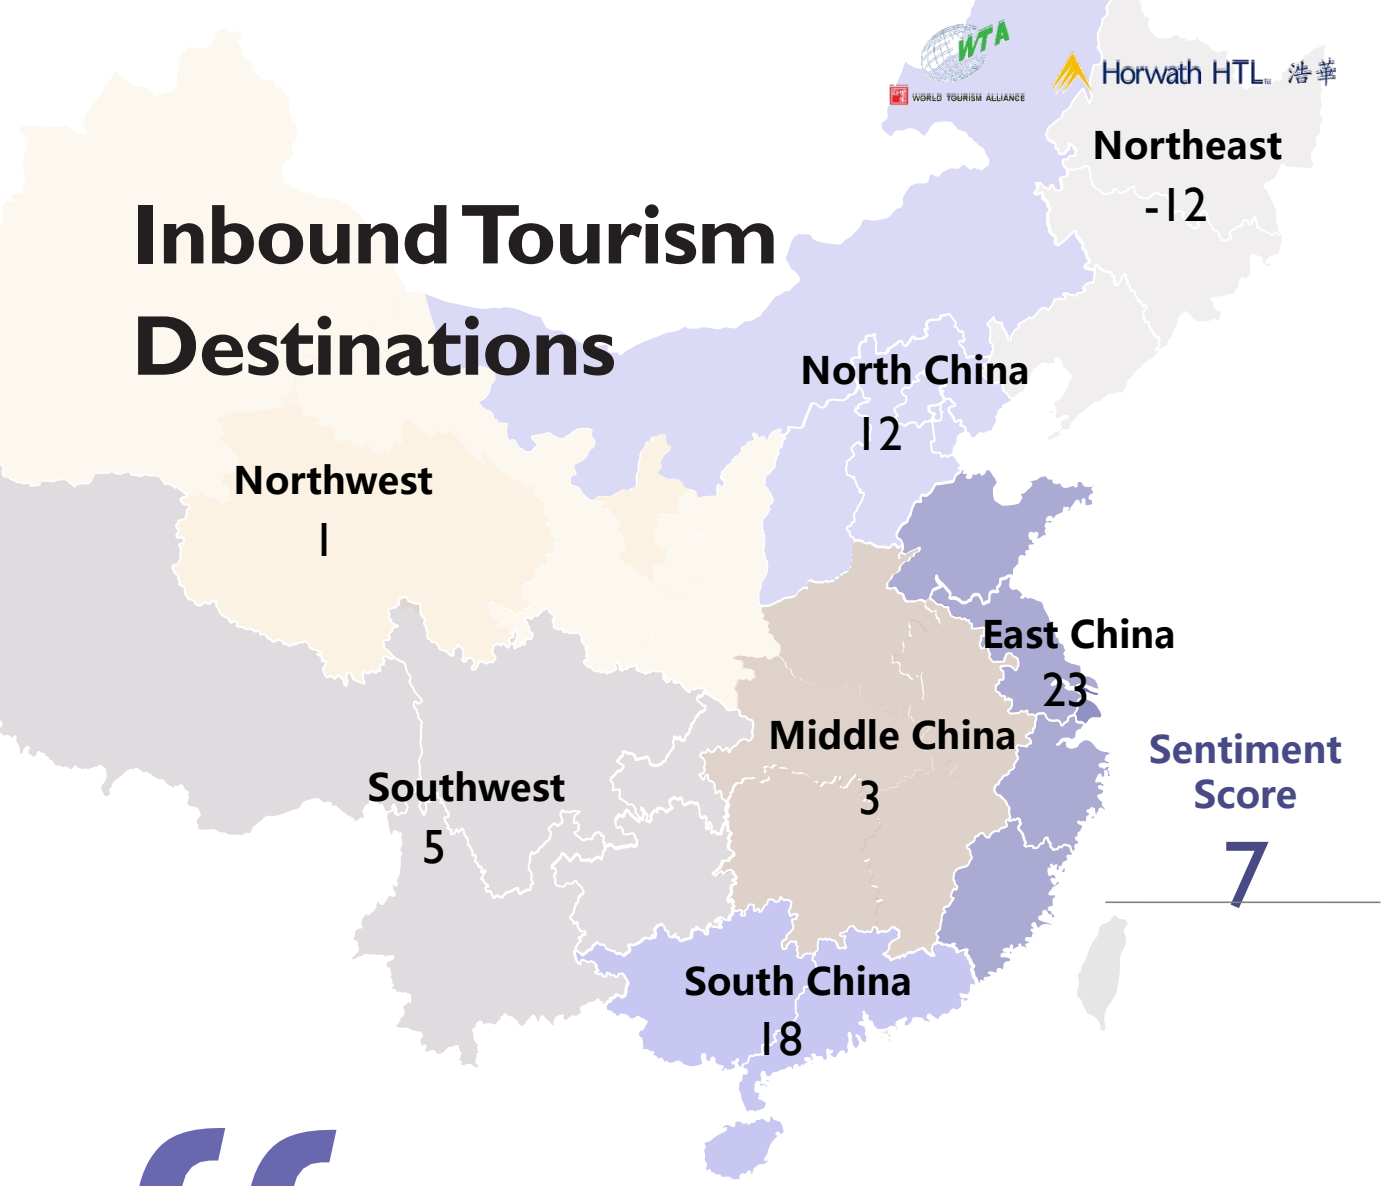 WTA
WORLD TOURISM ALLIANCE
Horwath HTL™ 浩華
Northeast
-12
Inbound Tourism
Destinations
North China
12
Northwest
1
East China
23
Middle China
3
Sentiment
Score
7
Southwest
5
South China
18
“